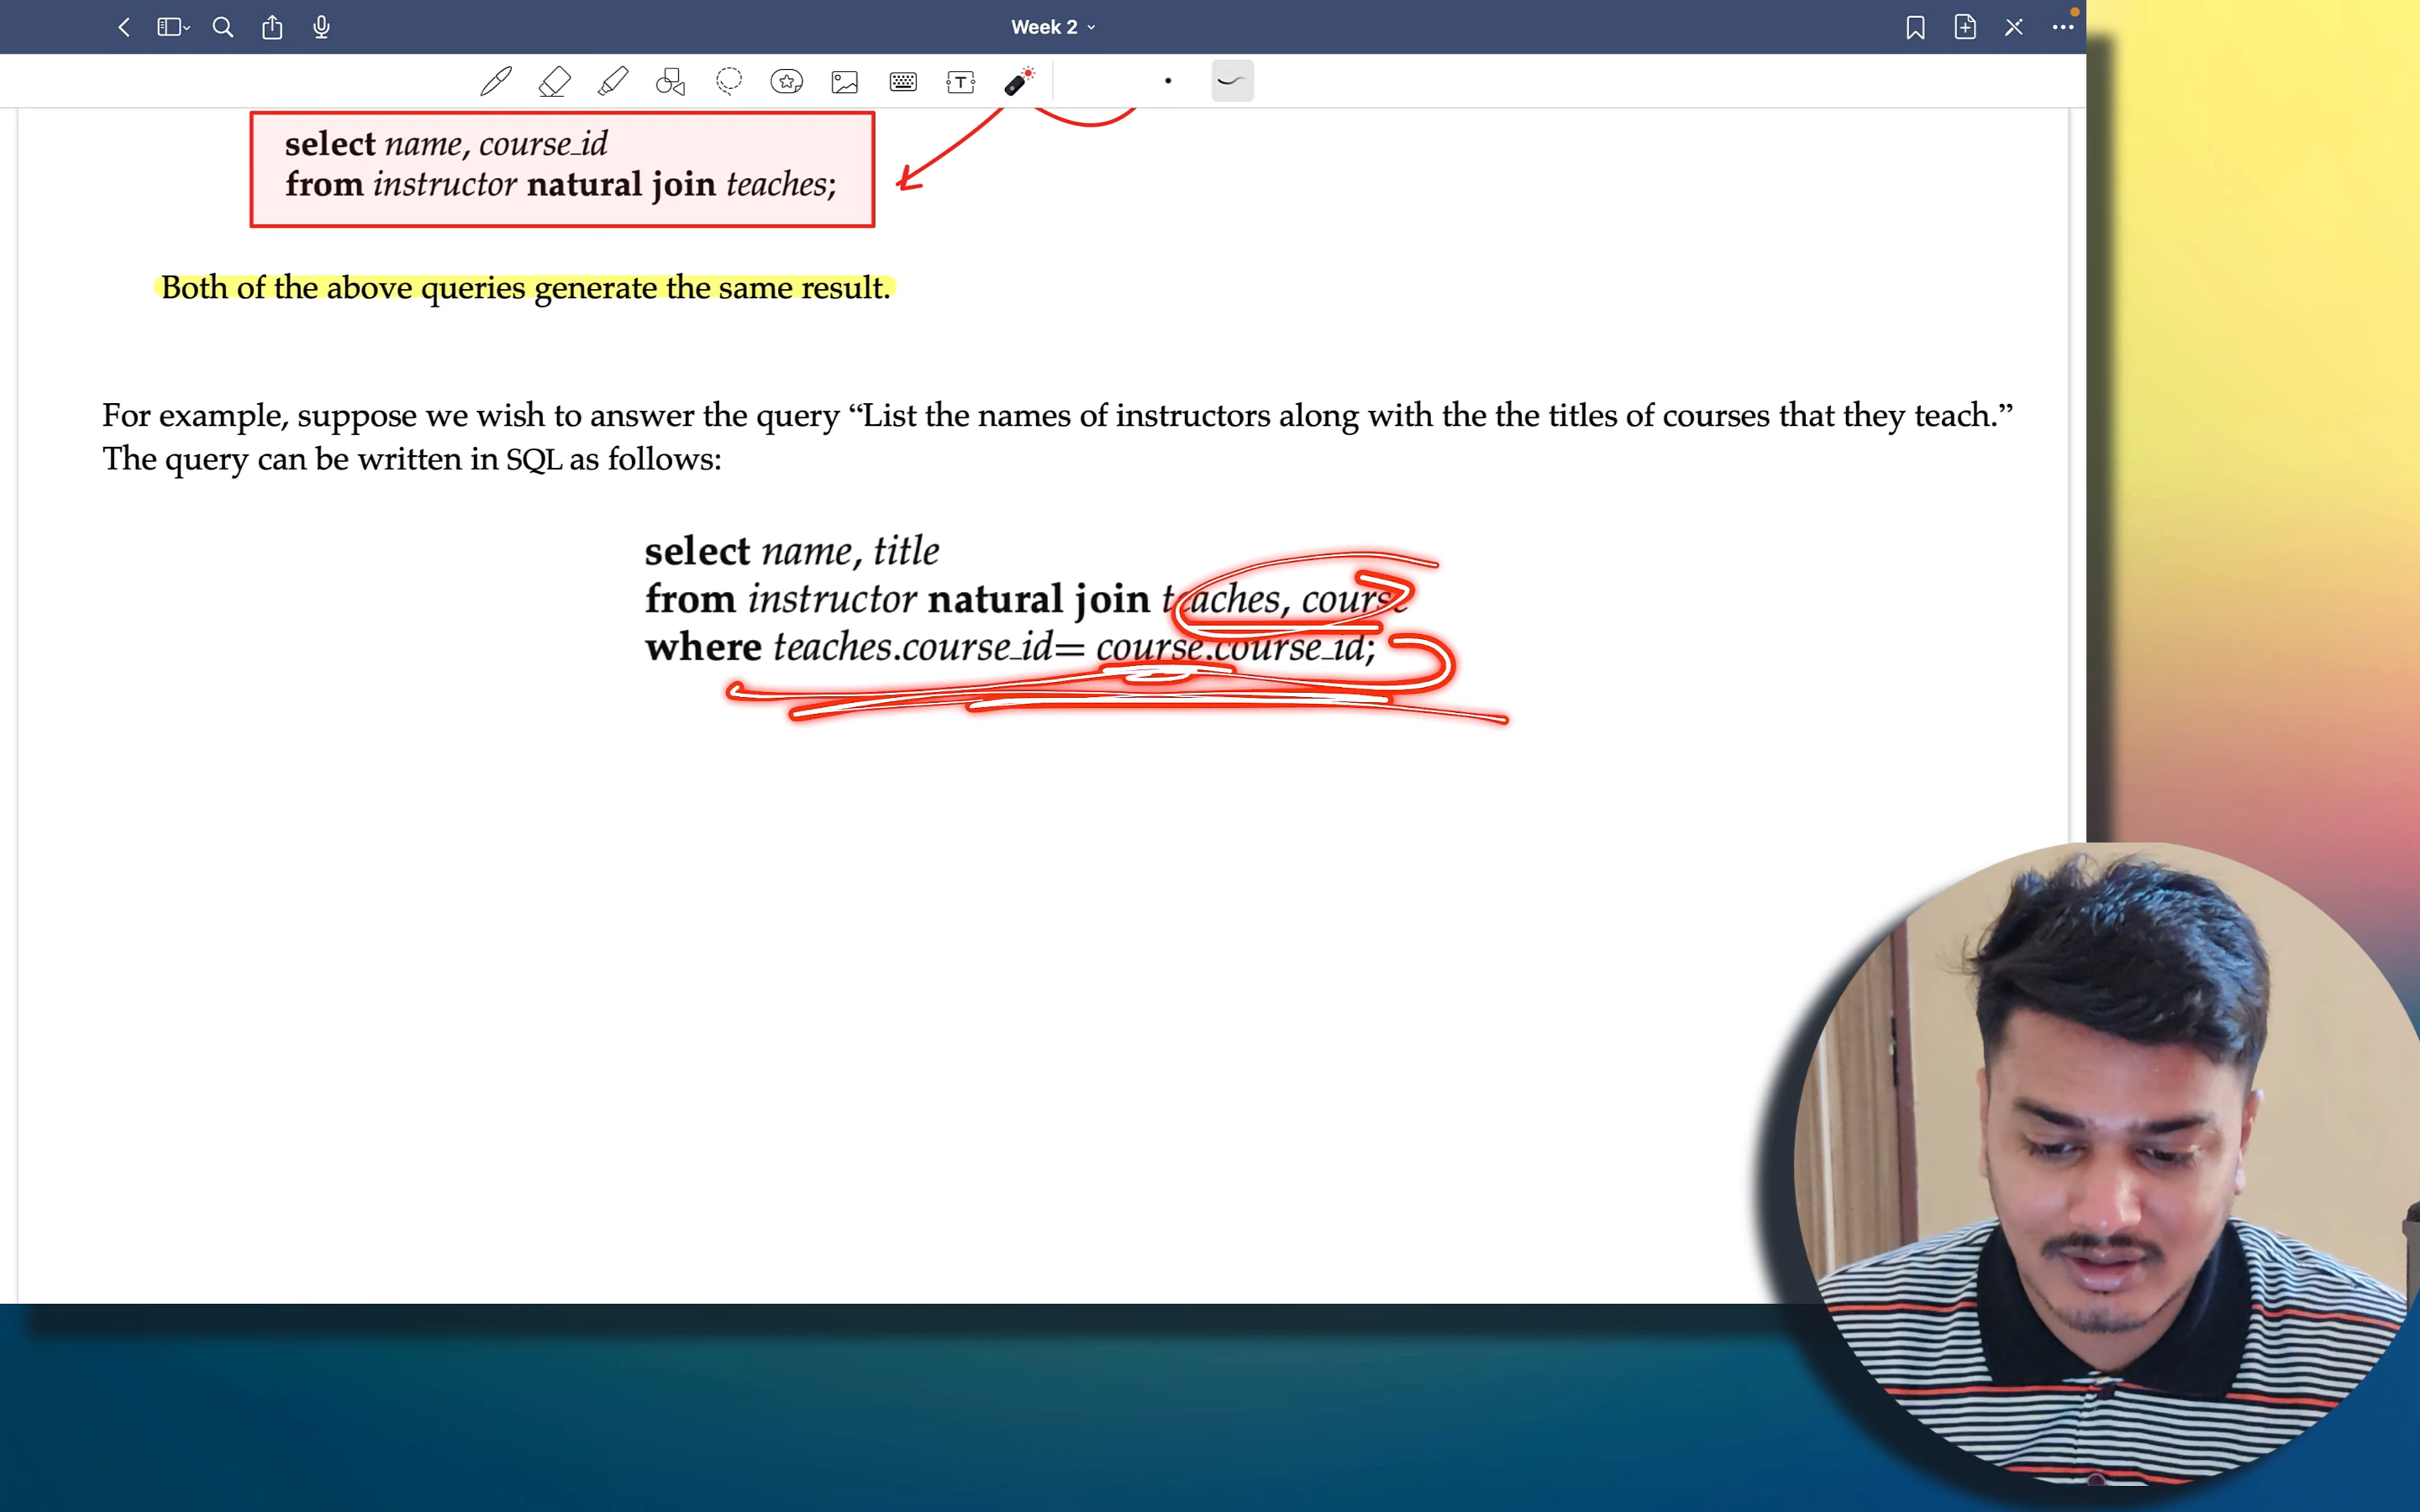 Week 2
T
select name, course_id
from instructor natural join teaches;
Both of the above queries generate the same result.
For example, suppose we wish to answer the query “List the names of instructors along with the the titles of courses that they teach.”
The query can be written in SQL as follows:
select name, title
from instructor natural join teaches, course
where teaches.course_id= course.course_id;